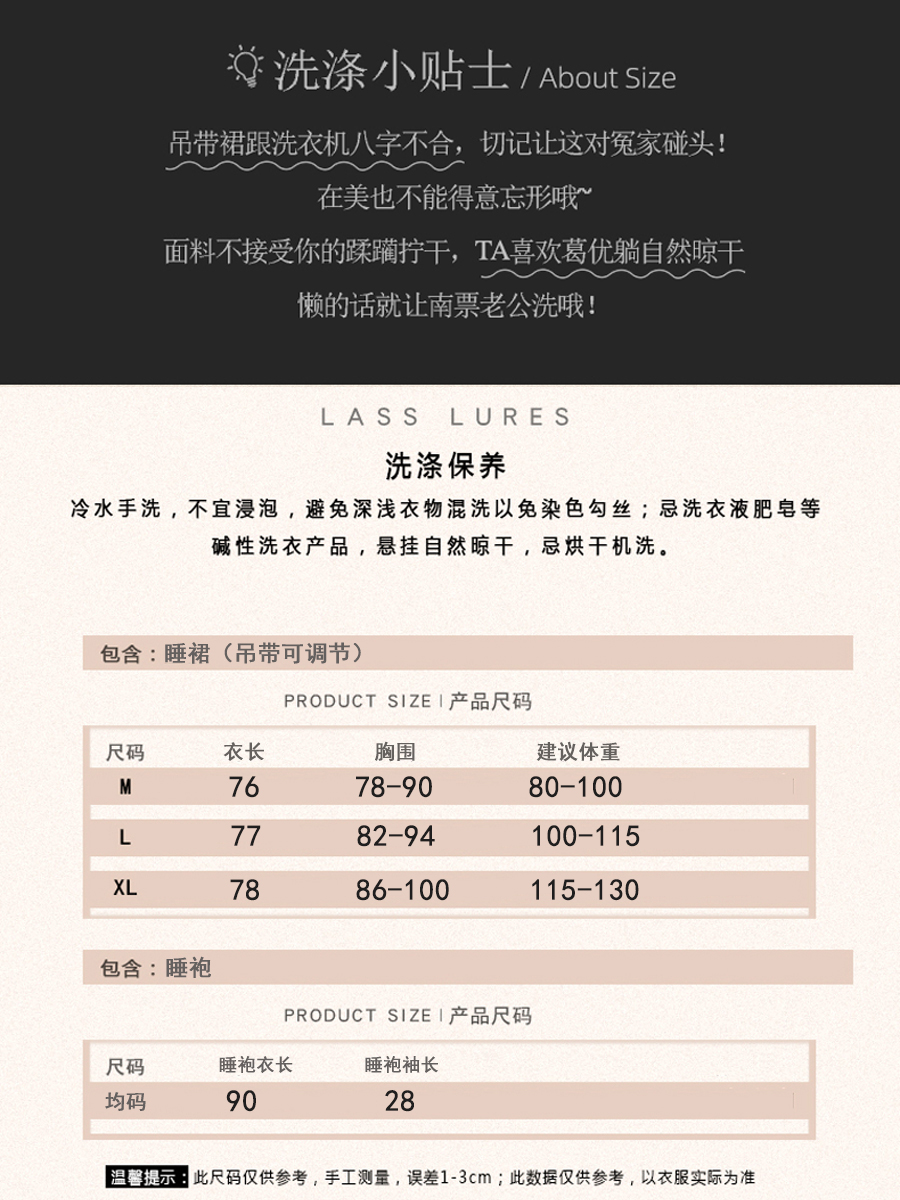 洗涤小贴士 / About Size
吊带裙跟洗衣机八字不合，切记让这对冤家碰头！
在美也不能得意忘形哦~
面料不接受你的蹂躏拧干，TA喜欢葛优躺自然晾干
懒的话就让南票老公洗哦！
LASS LURES
洗涤保养
冷水手洗，不宜浸泡，避免深浅衣物混洗以免染色勾丝；忌洗衣液肥皂等
碱性洗衣产品，悬挂自然晾干，忌烘干机洗。
包含：睡裙（吊带可调节）
PRODUCT SIZE | 产品尺码
尺码 衣长 胸围 建议体重
M 76 78-90 80-100
L 77 82-94 100-115
XL 78 86-100 115-130
包含：睡袍
PRODUCT SIZE | 产品尺码
尺码 睡袍衣长 睡袍袖长
均码 90 28
温馨提示：此尺码仅供参考，手工测量，误差1-3cm；此数据仅供参考，以衣服实际为准